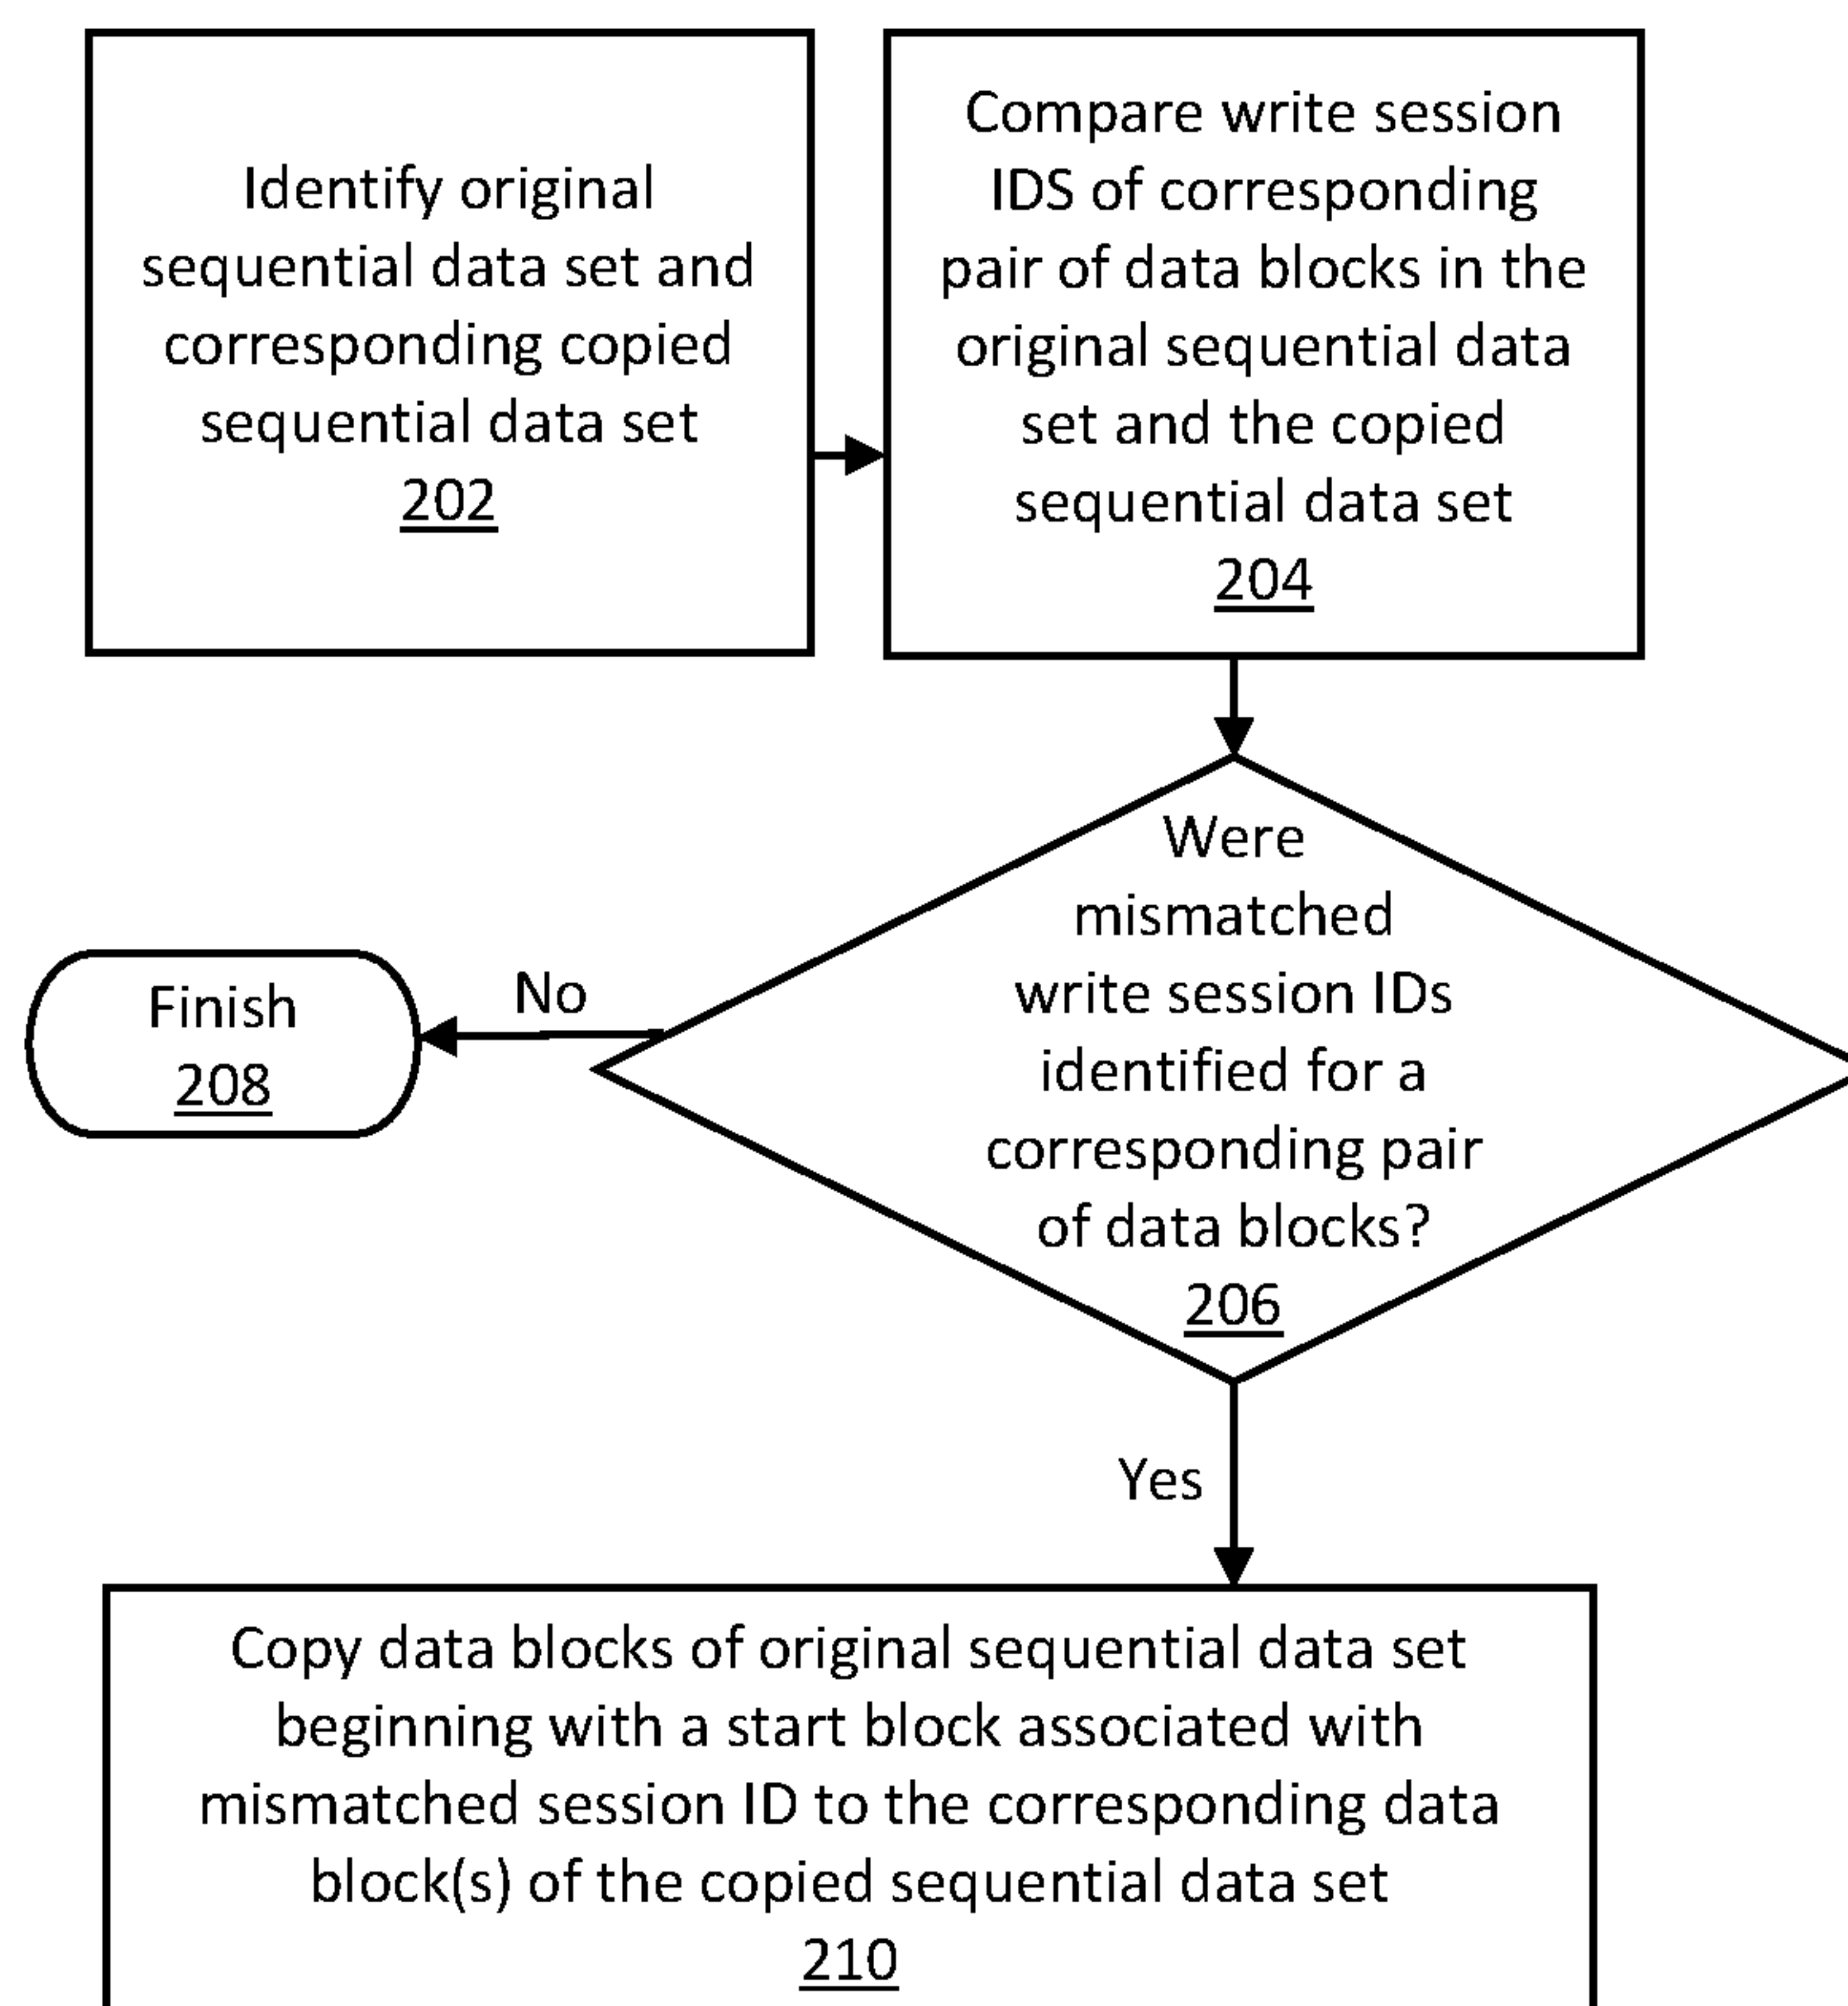 Identify original
sequential data set and
corresponding copied
sequential data set
202
Compare write session
IDS of corresponding
pair of data blocks in the
original sequential data
set and the copied
sequential data set
204
Were
mismatched
write session IDs
identified for a
corresponding pair
of data blocks?
206
No
Finish
208
Yes
Copy data blocks of original sequential data set
beginning with a start block associated with
mismatched session ID to the corresponding data
block(s) of the copied sequential data set
210